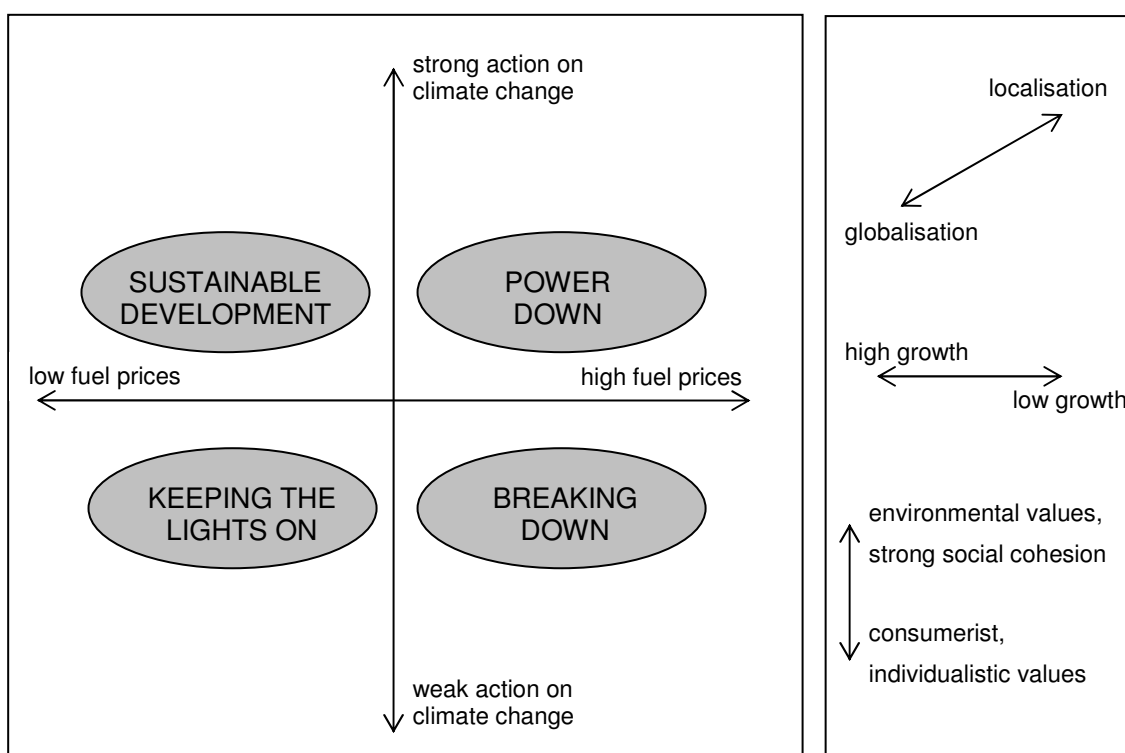 strong action on
climate change
SUSTAINABLE
DEVELOPMENT
POWER
DOWN
low fuel prices
high fuel prices
KEEPING THE
LIGHTS ON
BREAKING
DOWN
weak action on
climate change
localisation
globalisation
high growth
low growth
environmental values,
strong social cohesion
consumerist,
individualistic values